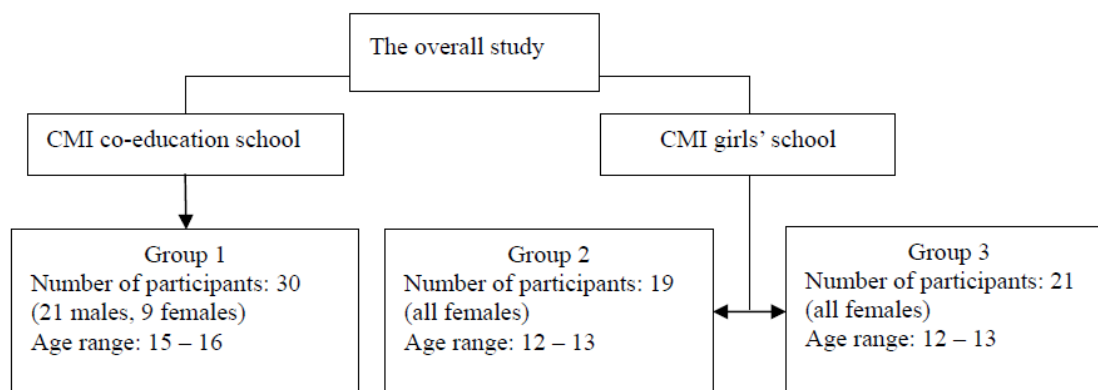 The overall study
CMI co-education school
CMI girls’ school
Group 1
Number of participants: 30
(21 males, 9 females)
Age range: 15 – 16
Group 2
Number of participants: 19
(all females)
Age range: 12 – 13
Group 3
Number of participants: 21
(all females)
Age range: 12 – 13